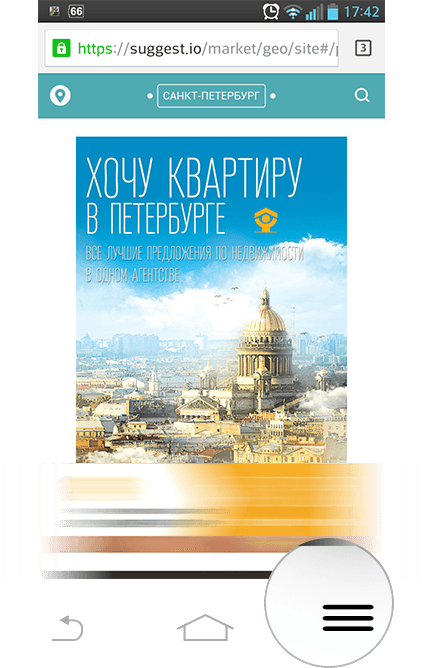 66
17:42
https://suggest.io/market/geo/site#/
3
САНКТ-ПЕТЕРБУРГ
ХОЧУ КВАРТИРУ
В ПЕТЕРБУРГЕ
ВСЕ ЛУЧШИЕ ПРЕДЛОЖЕНИЯ ПО НЕДВИЖИМОСТИ
В ОДНОМ АГЕНТСТВЕ